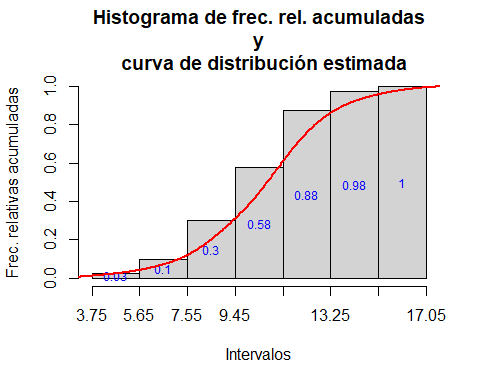 Histograma de frec. rel. acumuladas
y
curva de distribución estimada
Frec. relativas acumuladas
1.0
0.8
0.6
0.4
0.2
0.0
0.03
0.1
0.3
0.58
0.88
0.98
1
3.75 5.65 7.55 9.45 13.25 17.05
Intervalos